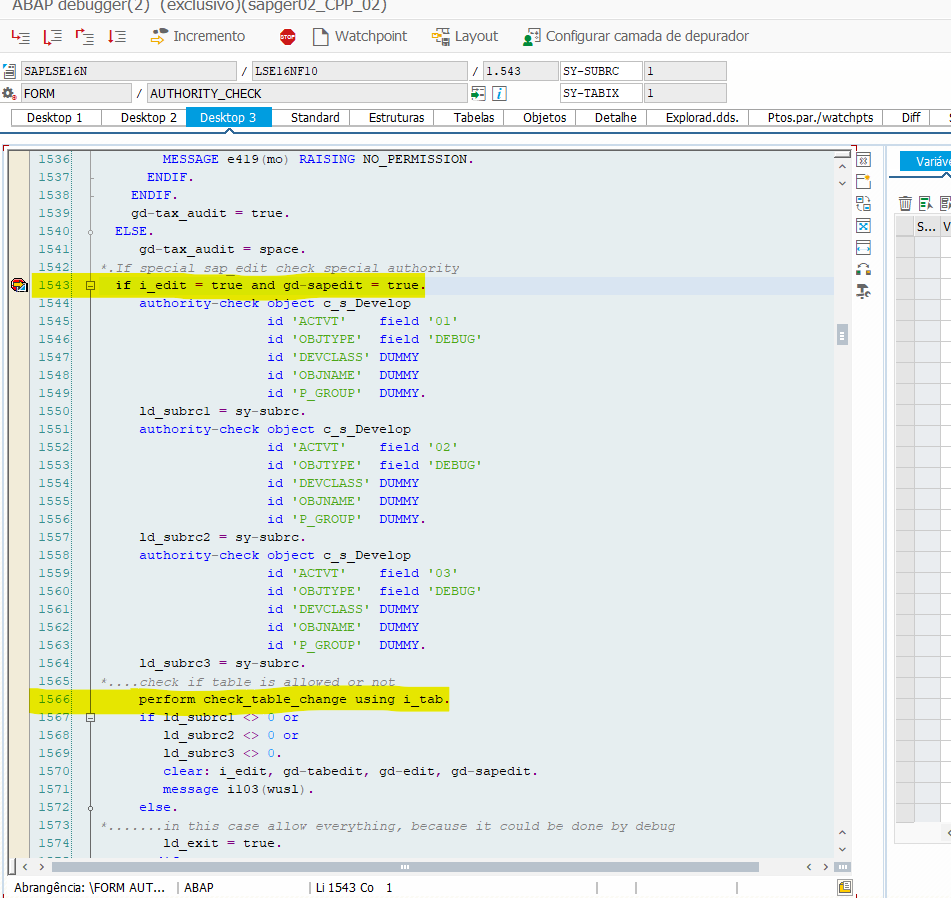 ABAP debugger(2) (exclusivo)(sapger02_CPP_02)
Incremento STOP Watchpoint Layout Configurar camada de depurador
SAPLSE16N / LSE16NF10 / 1.543 SY-SUBRC 1
FORM / AUTHORITY_CHECK SY-TABIX 1
Desktop 1 Desktop 2 Desktop 3 Standard Estruturas Tabelas Objetos Detalhe Explorad.dds. Ptos.par./watchpts Diff
Variáve
S... V
1536 MESSAGE e419(mo) RAISING NO_PERMISSION.
1537 ENDIF.
1538 ENDIF.
1539 gd-tax_audit = true.
1540 ELSE.
1541 gd-tax_audit = space.
1542 *.If special sap_edit check special authority
1543 if i_edit = true and gd-sapedit = true.
1544 authority-check object c_s_Develop
1545 id 'ACTVT' field '01'
1546 id 'OBJTYPE' field 'DEBUG'
1547 id 'DEVCLASS' DUMMY
1548 id 'OBJNAME' DUMMY
1549 id 'P_GROUP' DUMMY.
1550 ld_subrc1 = sy-subrc.
1551 authority-check object c_s_Develop
1552 id 'ACTVT' field '02'
1553 id 'OBJTYPE' field 'DEBUG'
1554 id 'DEVCLASS' DUMMY
1555 id 'OBJNAME' DUMMY
1556 id 'P_GROUP' DUMMY.
1557 ld_subrc2 = sy-subrc.
1558 authority-check object c_s_Develop
1559 id 'ACTVT' field '03'
1560 id 'OBJTYPE' field 'DEBUG'
1561 id 'DEVCLASS' DUMMY
1562 id 'OBJNAME' DUMMY
1563 id 'P_GROUP' DUMMY.
1564 ld_subrc3 = sy-subrc.
1565 *....check if table is allowed or not
1566 perform check_table_change using i_tab.
1567 if ld_subrc1 <> 0 or
1568 ld_subrc2 <> 0 or
1569 ld_subrc3 <> 0.
1570 clear: i_edit, gd-tabedit, gd-edit, gd-sapedit.
1571 message i103(wusl).
1572 else.
1573 *.......in this case allow everything, because it could be done by debug
1574 ld_exit = true.
Abrangência: \FORM AUT... ABAP Li 1543 Co 1